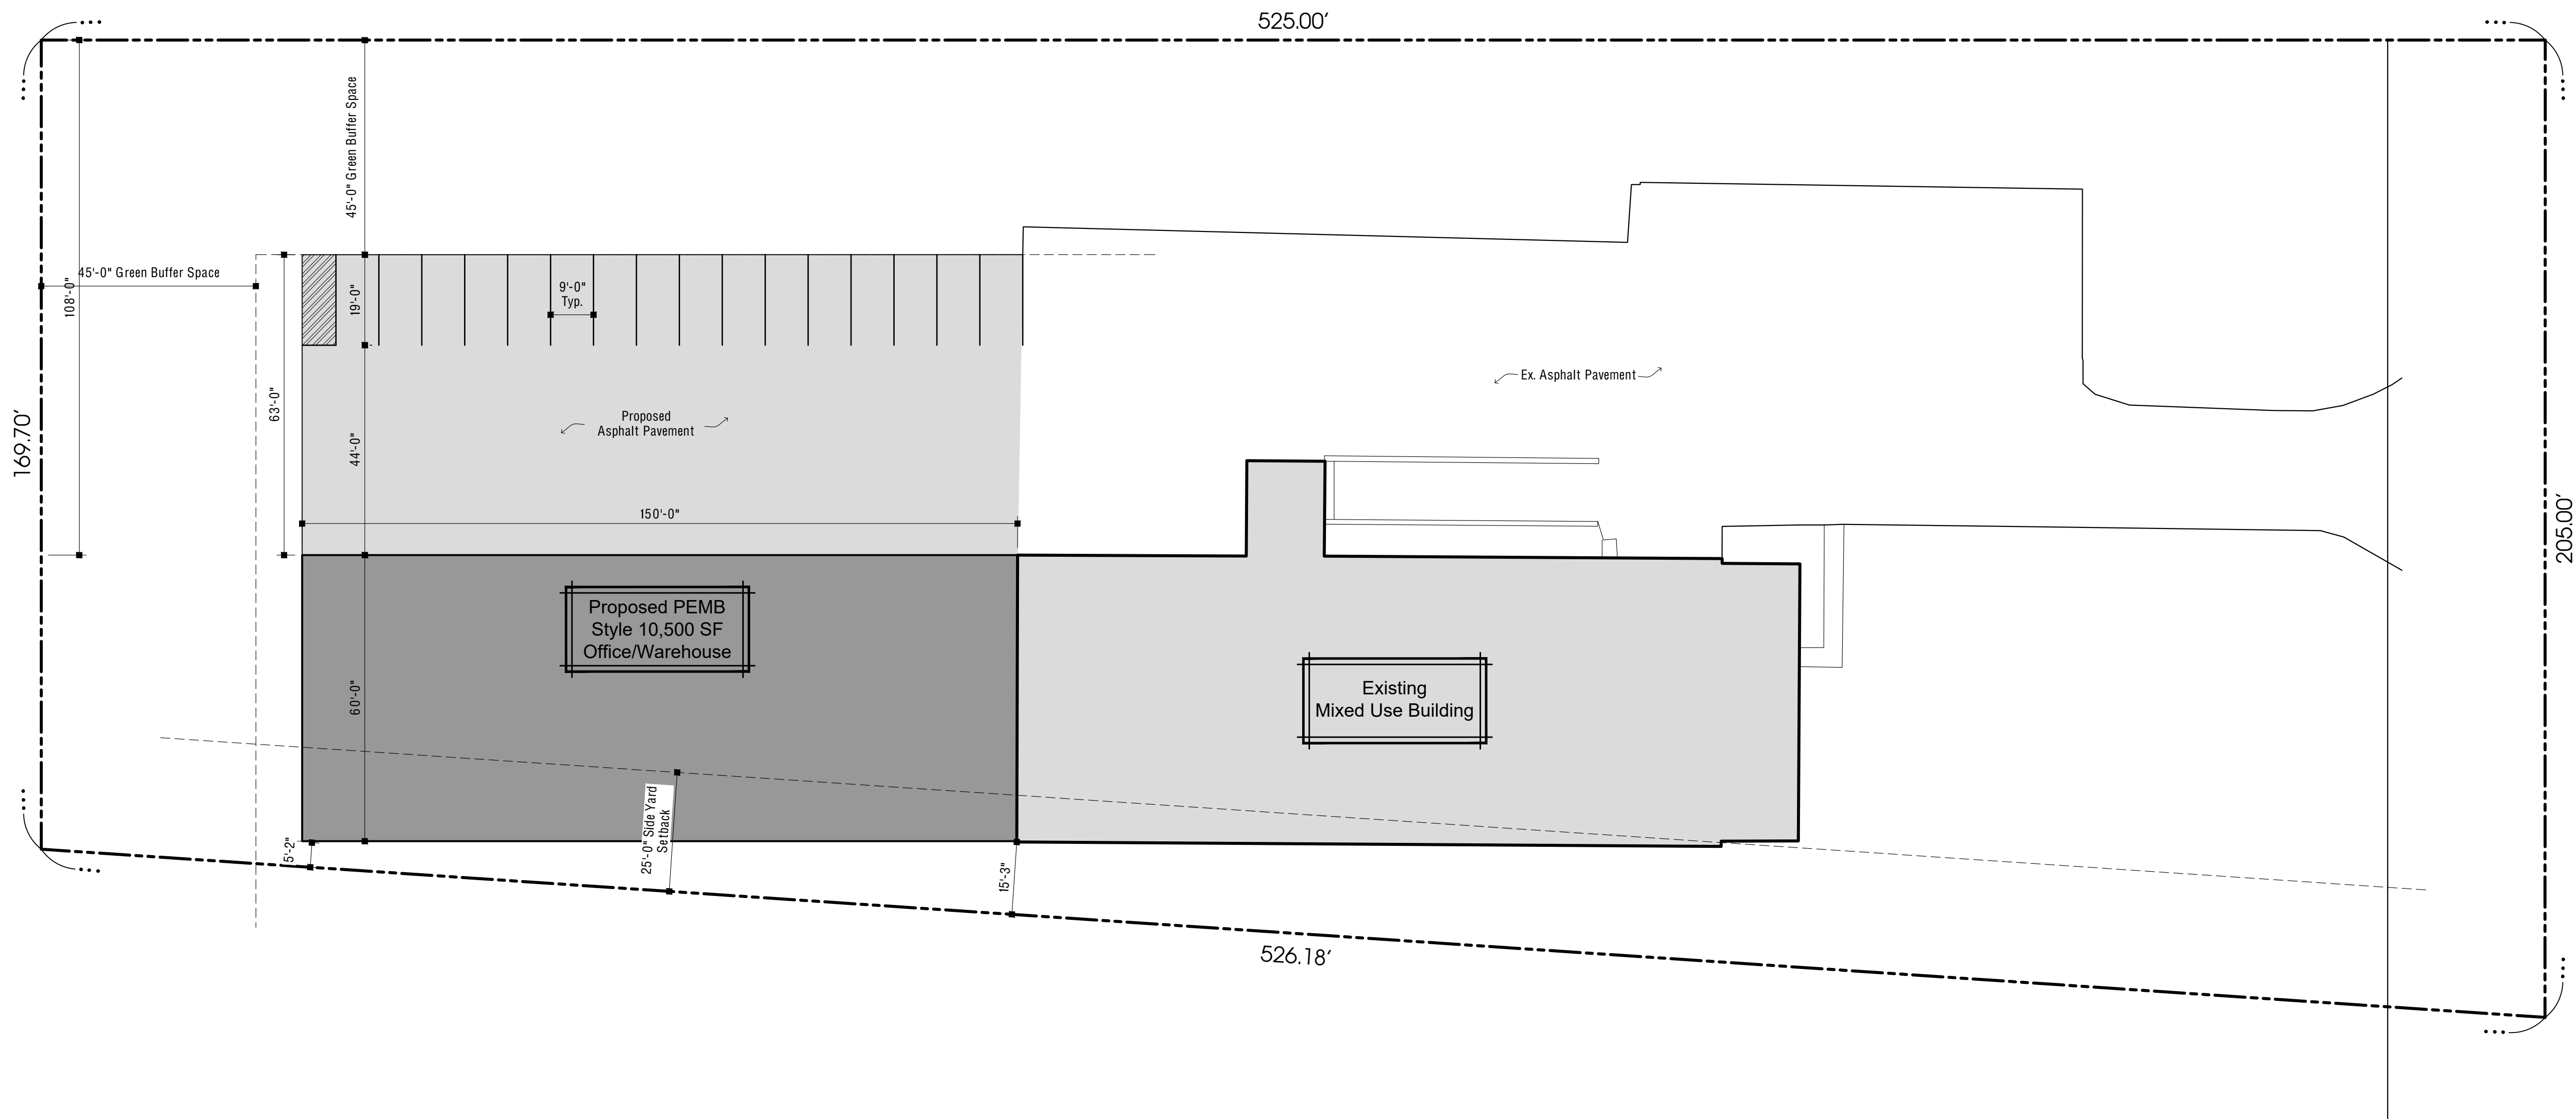 525.00′
45'-0" Green Buffer Space
108'-0"
45'-0" Green Buffer Space
169.70′
63'-0"
19'-0"
9'-0"
Typ.
44'-0"
Proposed
Asphalt Pavement
Ex. Asphalt Pavement
150'-0"
205.00′
Proposed PEMB
Style 10,500 SF
Office/Warehouse
60'-0"
Existing
Mixed Use Building
5'-2"
25'-0" Side Yard
Setback
15'-3"
526.18′